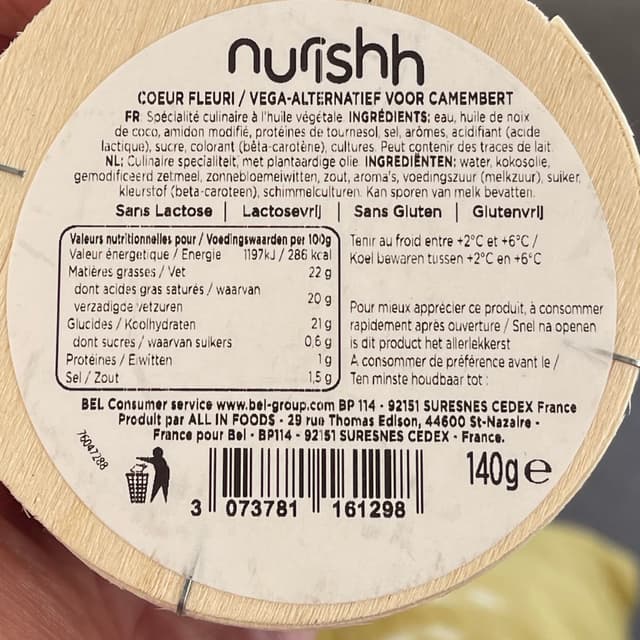 nurishh
COEUR FLEURI / VEGA-ALTERNATIEF VOOR CAMEMBERT
FR: Spécialité culinaire à l'huile végétale. INGRÉDIENTS: eau, huile de noix
de coco, amidon modifié, protéines de tournesol, sel, arômes, acidifiant (acide
lactique), sucre, colorant (bêta-carotène), cultures. Peut contenir des traces de lait.
NL: Culinaire specialiteit, met plantaardige olie. INGREDIËNTEN: water, kokosolie,
gemodificeerd zetmeel, zonnebloemeiwitten, zout, aroma's, voedingszuur (melkzuur), suiker,
kleurstof (beta-caroteen), schimmelculturen. Kan sporen van melk bevatten.
Sans Lactose | Lactosevrij | Sans Gluten | Glutenvrij
Valeurs nutritionnelles pour / Voedingswaarden per 100g
Valeur énergetique / Energie 1197kJ / 286 kcal
Matières grasses / Vet 22 g
dont acides gras saturés / waarvan
verzadigde vetzuren 20 g
Glucides / Koolhydraten 21 g
dont sucres / waarvan suikers 0,6 g
Protéines / Eiwitten 1 g
Sel / Zout 1,5 g
Tenir au froid entre +2°C et +6°C /
Koel bewaren tussen +2°C en +6°C
Pour mieux apprécier ce produit, à consommer
rapidement après ouverture / Snel na openen
is dit product het allerlekkerst
A consommer de préférence avant le /
Ten minste houdbaar tot :
BEL Consumer service www.bel-group.com BP 114 - 92151 SURESNES CEDEX France
Produit par ALL IN FOODS - 29 rue Thomas Edison, 44600 St-Nazaire -
France pour Bel - BP114 - 92151 SURESNES CEDEX - France.
76047288
140g e
3 073781 161298